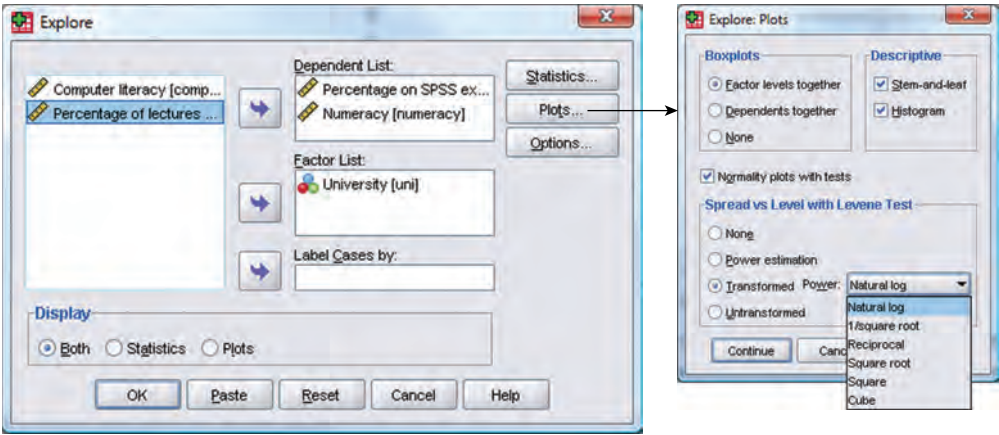 Explore
Computer literacy [comp...
Percentage of lectures ...
Dependent List:
Percentage on SPSS ex...
Numeracy [numeracy]
Factor List:
University [uni]
Label Cases by:
Statistics...
Plots...
Options...
Display
Both Statistics Plots
OK Paste Reset Cancel Help
Explore: Plots
Boxplots
Factor levels together
Dependents together
None
Descriptive
Stem-and-leaf
Histogram
Normality plots with tests
Spread vs Level with Levene Test
None
Power estimation
Transformed Power: Natural log
Untransformed
Natural log
1/square root
Reciprocal
Square root
Square
Cube
Continue Canc